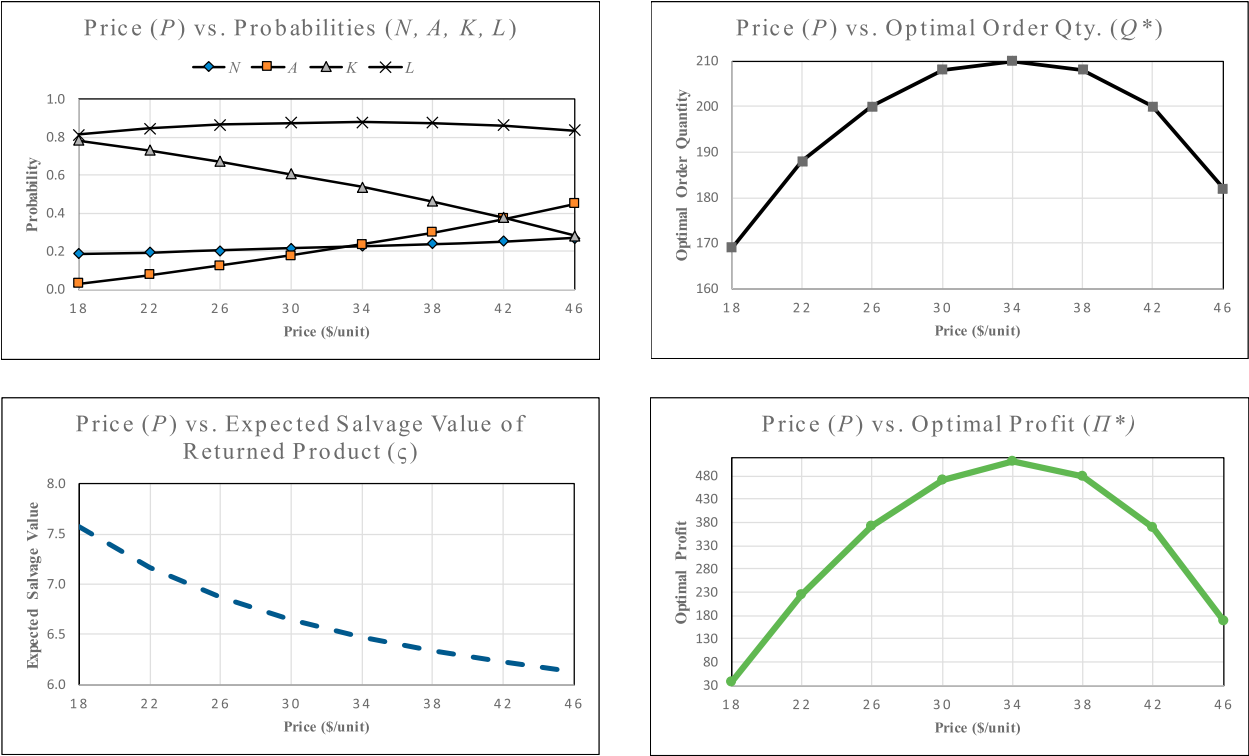 Price (P) vs. Probabilities (N, A, K, L)
N A K L
Probability
1.0
0.8
0.6
0.4
0.2
0.0
18 22 26 30 34 38 42 46
Price ($/unit)
Price (P) vs. Optimal Order Qty. (Q*)
Optimal Order Quantity
210
200
190
180
170
160
18 22 26 30 34 38 42 46
Price ($/unit)
Price (P) vs. Expected Salvage Value of
Returned Product (ς)
Expected Salvage Value
8.0
7.5
7.0
6.5
6.0
18 22 26 30 34 38 42 46
Price ($/unit)
Price (P) vs. Optimal Profit (Π*)
Optimal Profit
480
430
380
330
280
230
180
130
80
30
18 22 26 30 34 38 42 46
Price ($/unit)